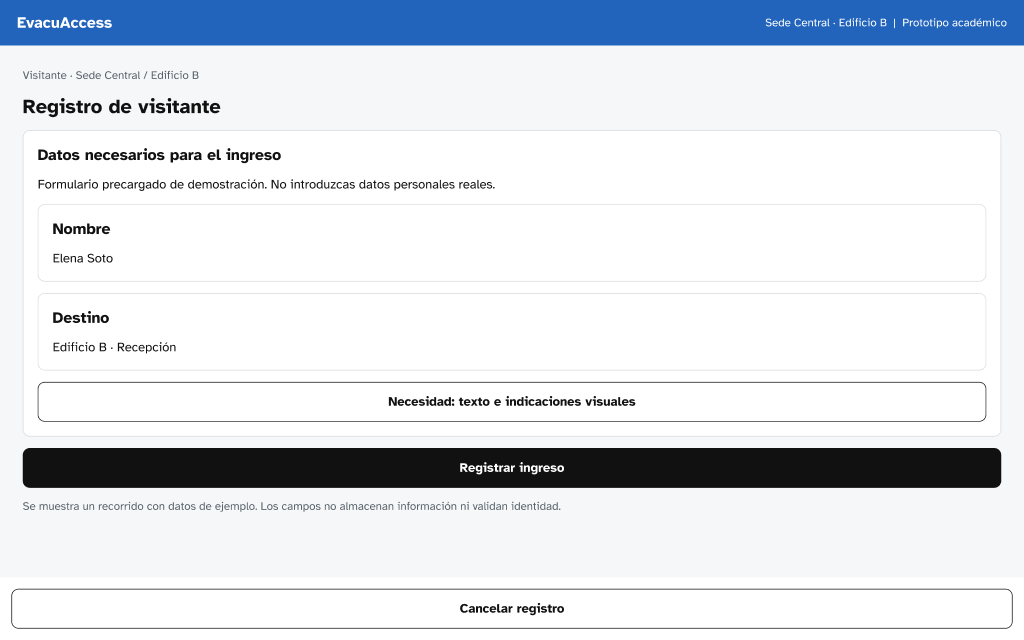 EvacuAccess
Sede Central · Edificio B | Prototipo académico
Visitante · Sede Central / Edificio B
Registro de visitante
Datos necesarios para el ingreso
Formulario precargado de demostración. No introduzcas datos personales reales.
Nombre
Elena Soto
Destino
Edificio B · Recepción
Necesidad: texto e indicaciones visuales
Registrar ingreso
Se muestra un recorrido con datos de ejemplo. Los campos no almacenan información ni validan identidad.
Cancelar registro